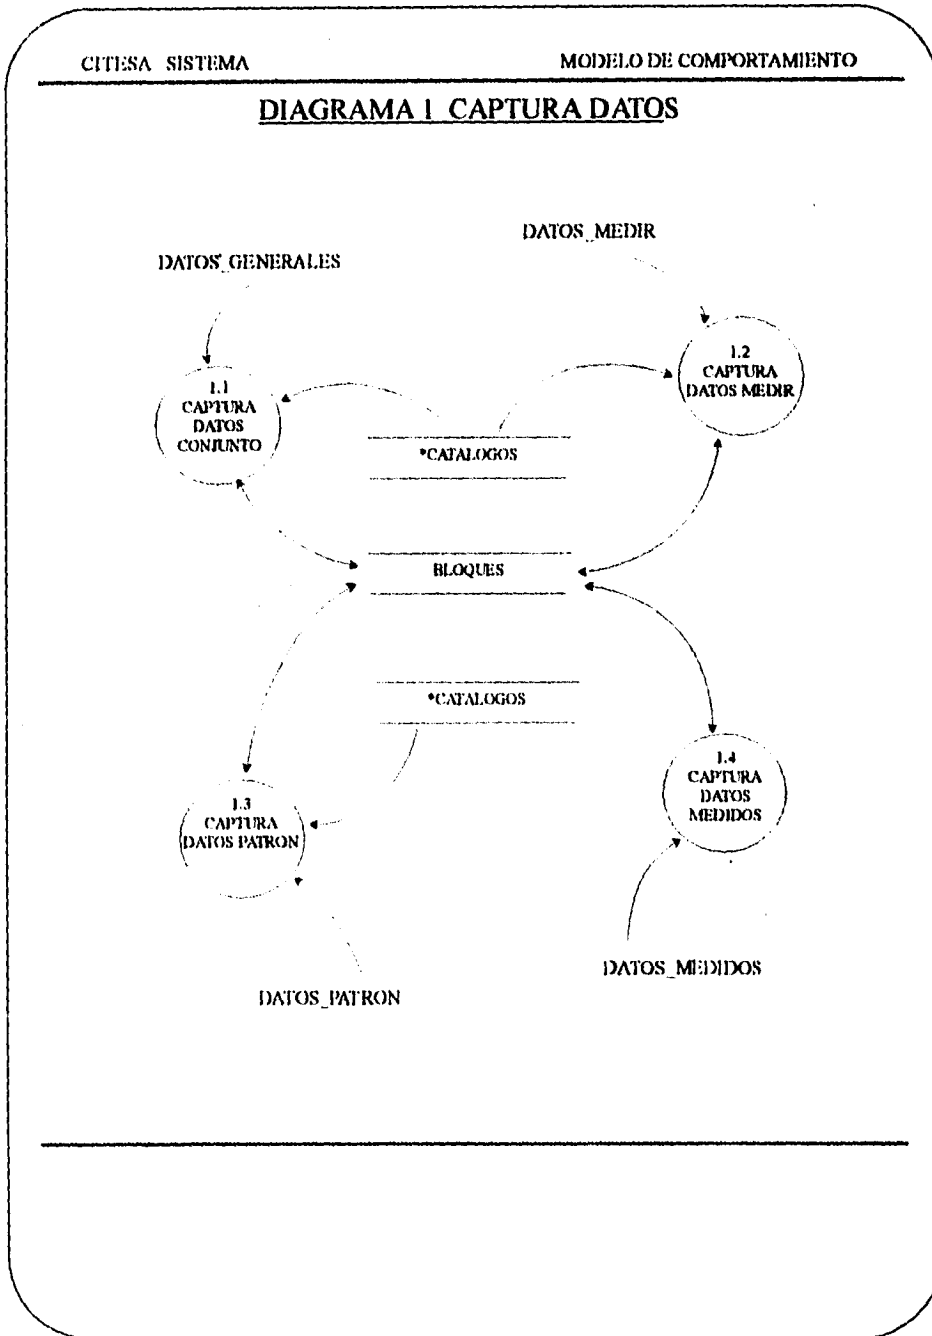 CITESA SISTEMA
MODELO DE COMPORTAMIENTO
DIAGRAMA 1 CAPTURA DATOS
DATOS_MEDIR
DATOS_GENERALES
1.2
CAPTURA
DATOS MEDIR
1.1
CAPTURA
DATOS
CONJUNTO
*CATALOGOS
BLOQUES
*CATALOGOS
1.4
CAPTURA
DATOS
MEDIDOS
1.3
CAPTURA
DATOS PATRON
DATOS_MEDIDOS
DATOS_PATRON